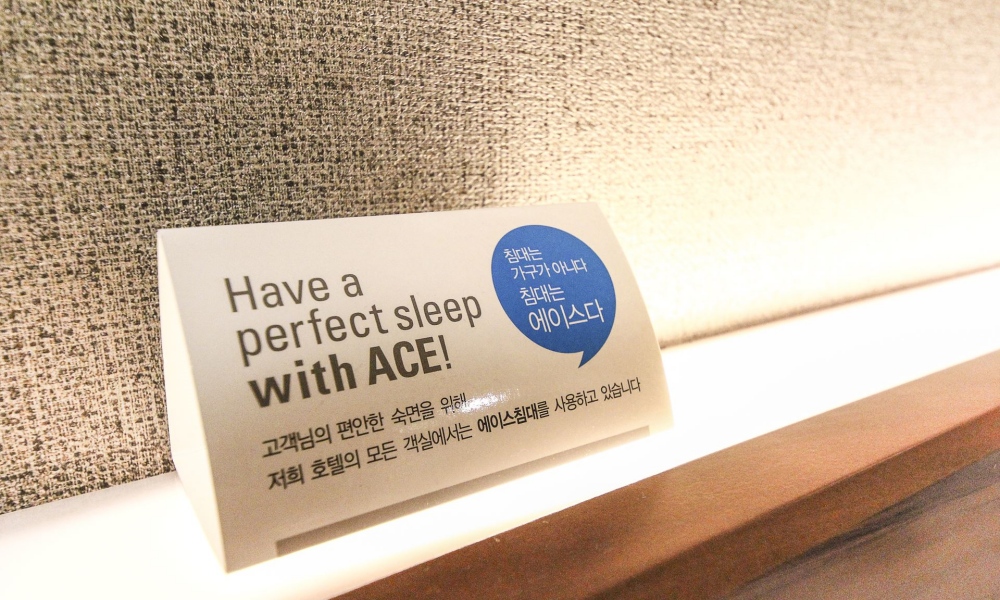 Have a
perfect sleep
with ACE!
침대는
가구가 아니다
침대는
에이스다
고객님의 편안한 숙면을 위해
저희 호텔의 모든 객실에서는 에이스침대를 사용하고 있습니다